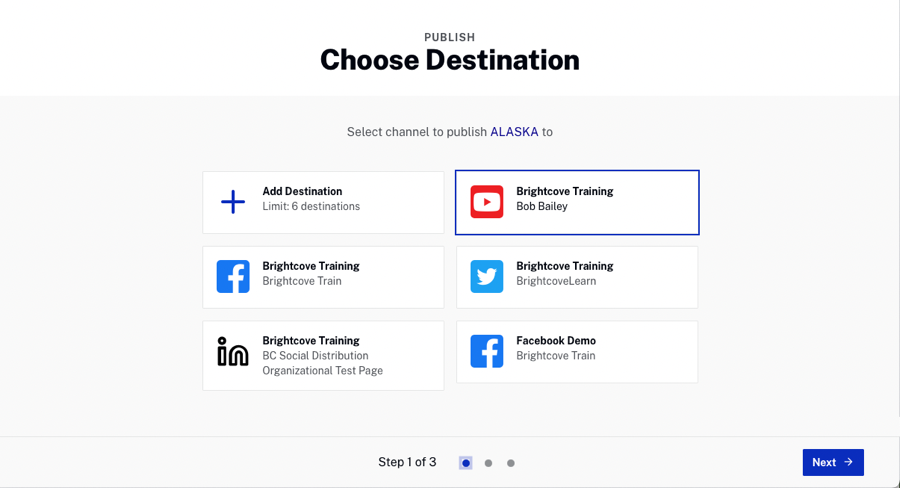 PUBLISH
Choose Destination
Select channel to publish ALASKA to
Add Destination
Limit: 6 destinations
Brightcove Training
Bob Bailey
Brightcove Training
Brightcove Train
Brightcove Training
BrightcoveLearn
Brightcove Training
BC Social Distribution
Organizational Test Page
Facebook Demo
Brightcove Train
Step 1 of 3
Next